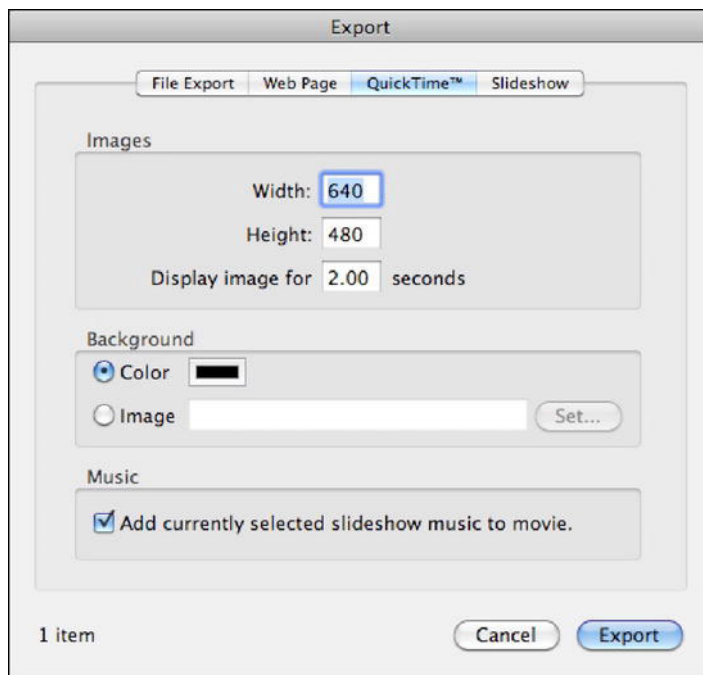 Export
File Export Web Page QuickTime™ Slideshow
Images
Width: 640
Height: 480
Display image for 2.00 seconds
Background
Color
Image Set...
Music
Add currently selected slideshow music to movie.
1 item Cancel Export